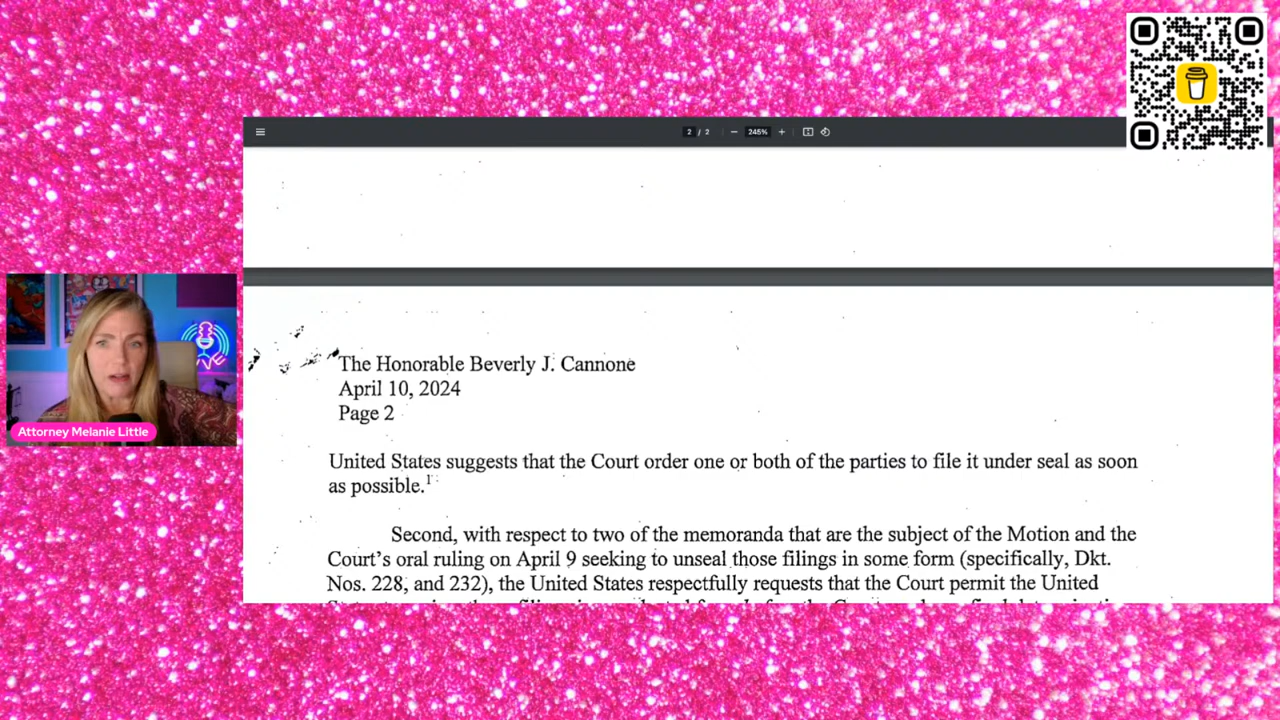 2 / 2
245%
The Honorable Beverly J. Cannone
April 10, 2024
Page 2
United States suggests that the Court order one or both of the parties to file it under seal as soon
as possible.1
Second, with respect to two of the memoranda that are the subject of the Motion and the
Court's oral ruling on April 9 seeking to unseal those filings in some form (specifically, Dkt.
Nos. 228, and 232), the United States respectfully requests that the Court permit the United
Attorney Melanie Little